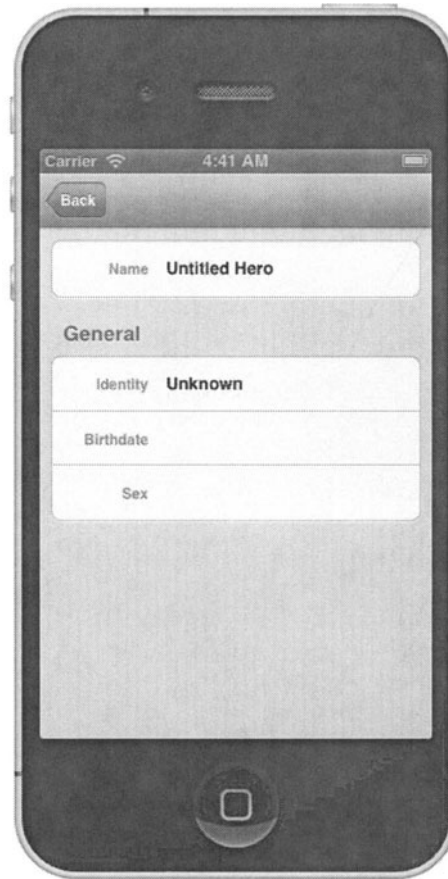 Carrier 4:41 AM
Back
Name Untitled Hero
General
Identity Unknown
Birthdate
Sex